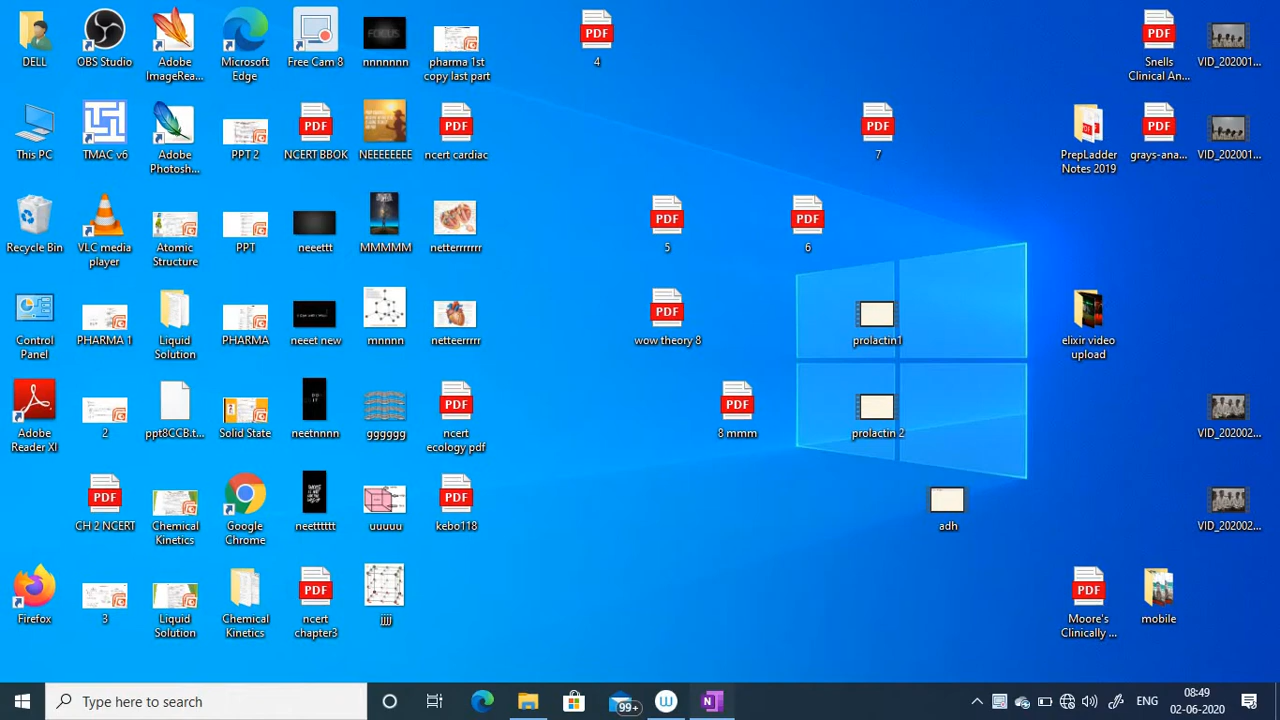 DELL
OBS Studio
Adobe
ImageRea...
Microsoft
Edge
Free Cam 8
FOCUS
nnnnnnn
pharma 1st
copy last part
PDF
4
PDF
Snells
Clinical An...
VID_202001...
This PC
TMAC v6
Adobe
Photosh...
PPT 2
PDF
NCERT BBOK
NEEEEEEE
PDF
ncert cardiac
PDF
7
PrepLadder
Notes 2019
PDF
grays-ana...
VID_202001...
Recycle Bin
VLC media
player
Atomic
Structure
PPT
neeettt
MMMMM
netterrrrrr
PDF
5
PDF
6
Control
Panel
PHARMA 1
Liquid
Solution
PHARMA
neeet new
mnnnn
netteerrrrr
PDF
wow theory 8
prolactin1
elixir video
upload
Adobe
Reader XI
2
ppt8CCB.t...
Solid State
neetnnnn
gggggg
PDF
ncert
ecology pdf
PDF
8 mmm
prolactin 2
VID_202002...
PDF
CH 2 NCERT
Chemical
Kinetics
Google
Chrome
neetttttt
uuuuu
PDF
kebo118
adh
VID_202002...
Firefox
3
Liquid
Solution
Chemical
Kinetics
PDF
ncert
chapter3
jjjj
PDF
Moore's
Clinically ...
mobile
Type here to search
99+
ENG
08:49
02-06-2020